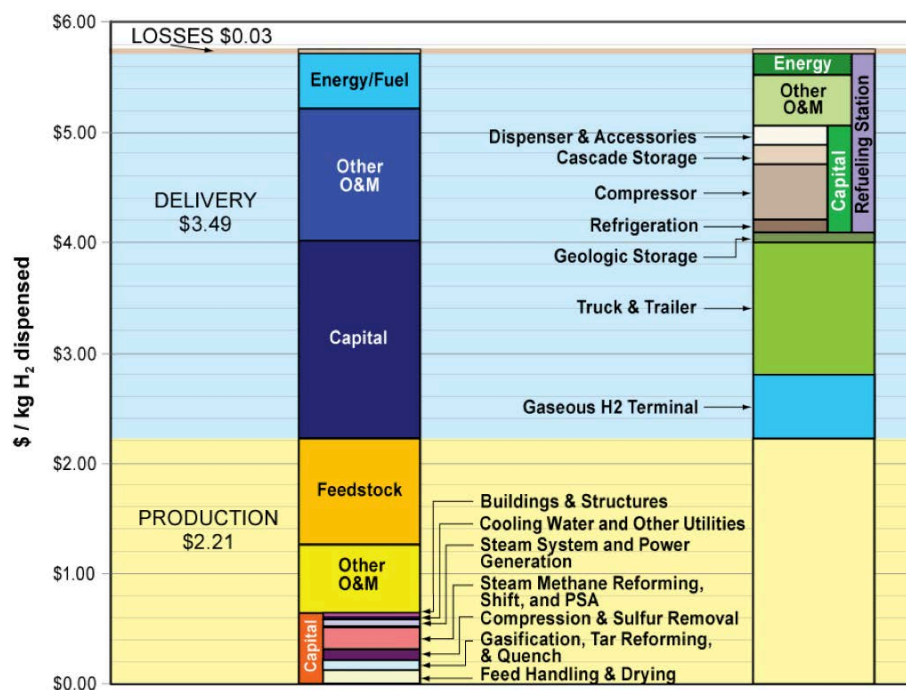 $6.00
LOSSES $0.03
$5.00
DELIVERY
$3.49
$4.00
$3.00
$2.00
PRODUCTION
$2.21
$1.00
$0.00
$ / kg H₂ dispensed
Energy/Fuel
Other
O&M
Capital
Feedstock
Other
O&M
Capital
Buildings & Structures
Cooling Water and Other Utilities
Steam System and Power
Generation
Steam Methane Reforming,
Shift, and PSA
Compression & Sulfur Removal
Gasification, Tar Reforming,
& Quench
Feed Handling & Drying
Dispenser & Accessories
Cascade Storage
Compressor
Refrigeration
Geologic Storage
Truck & Trailer
Gaseous H2 Terminal
Energy
Other
O&M
Capital
Refueling Station